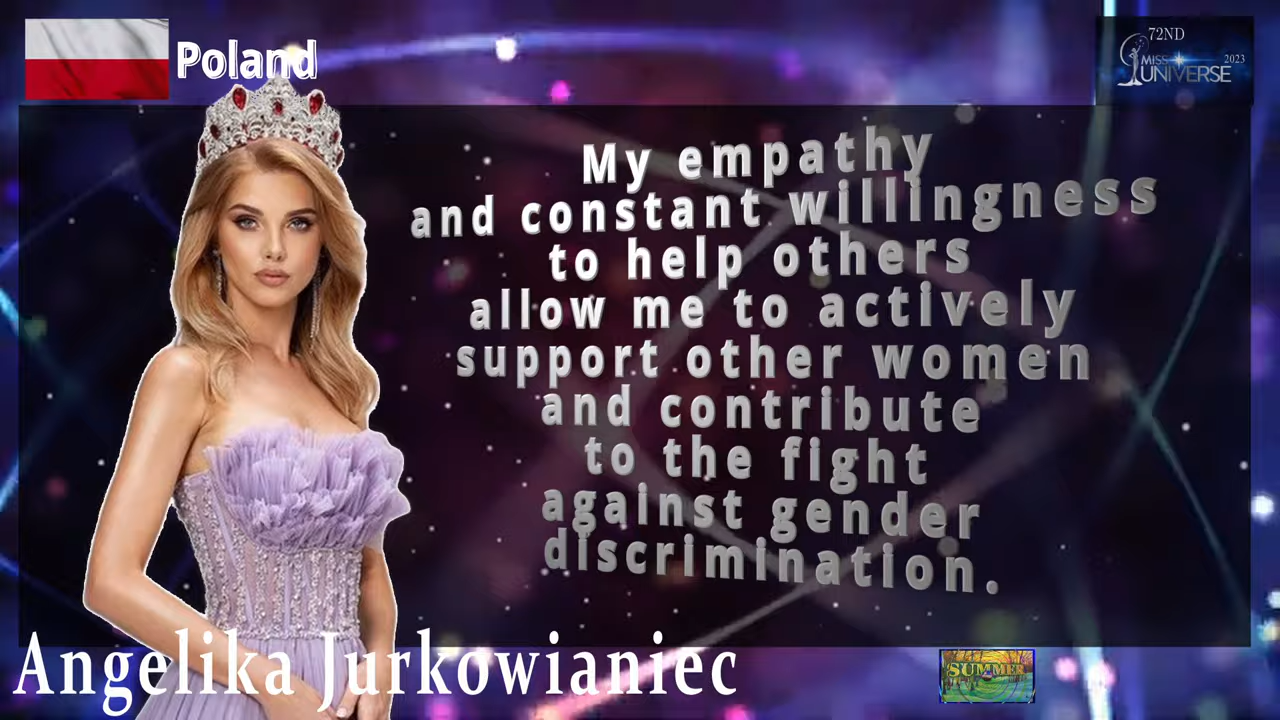 Poland
72ND
MISS
UNIVERSE
2023
My empathy
and constant willingness
to help others
allow me to actively
support other women
and contribute
to the fight
against gender
discrimination.
Angelika Jurkowianiec
SUMMER